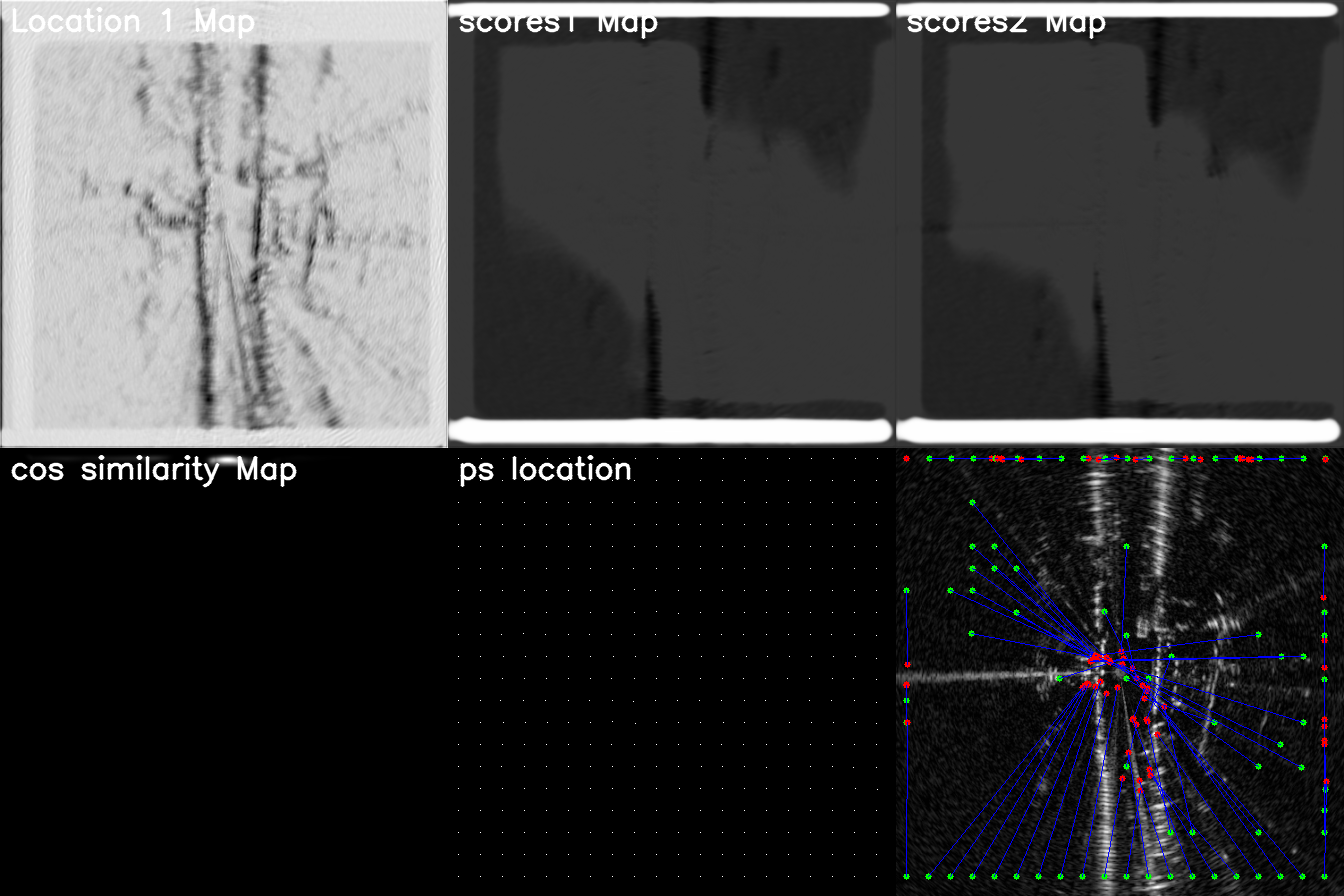 Location 1 Map
scores1 Map
scores2 Map
cos similarity Map
ps location